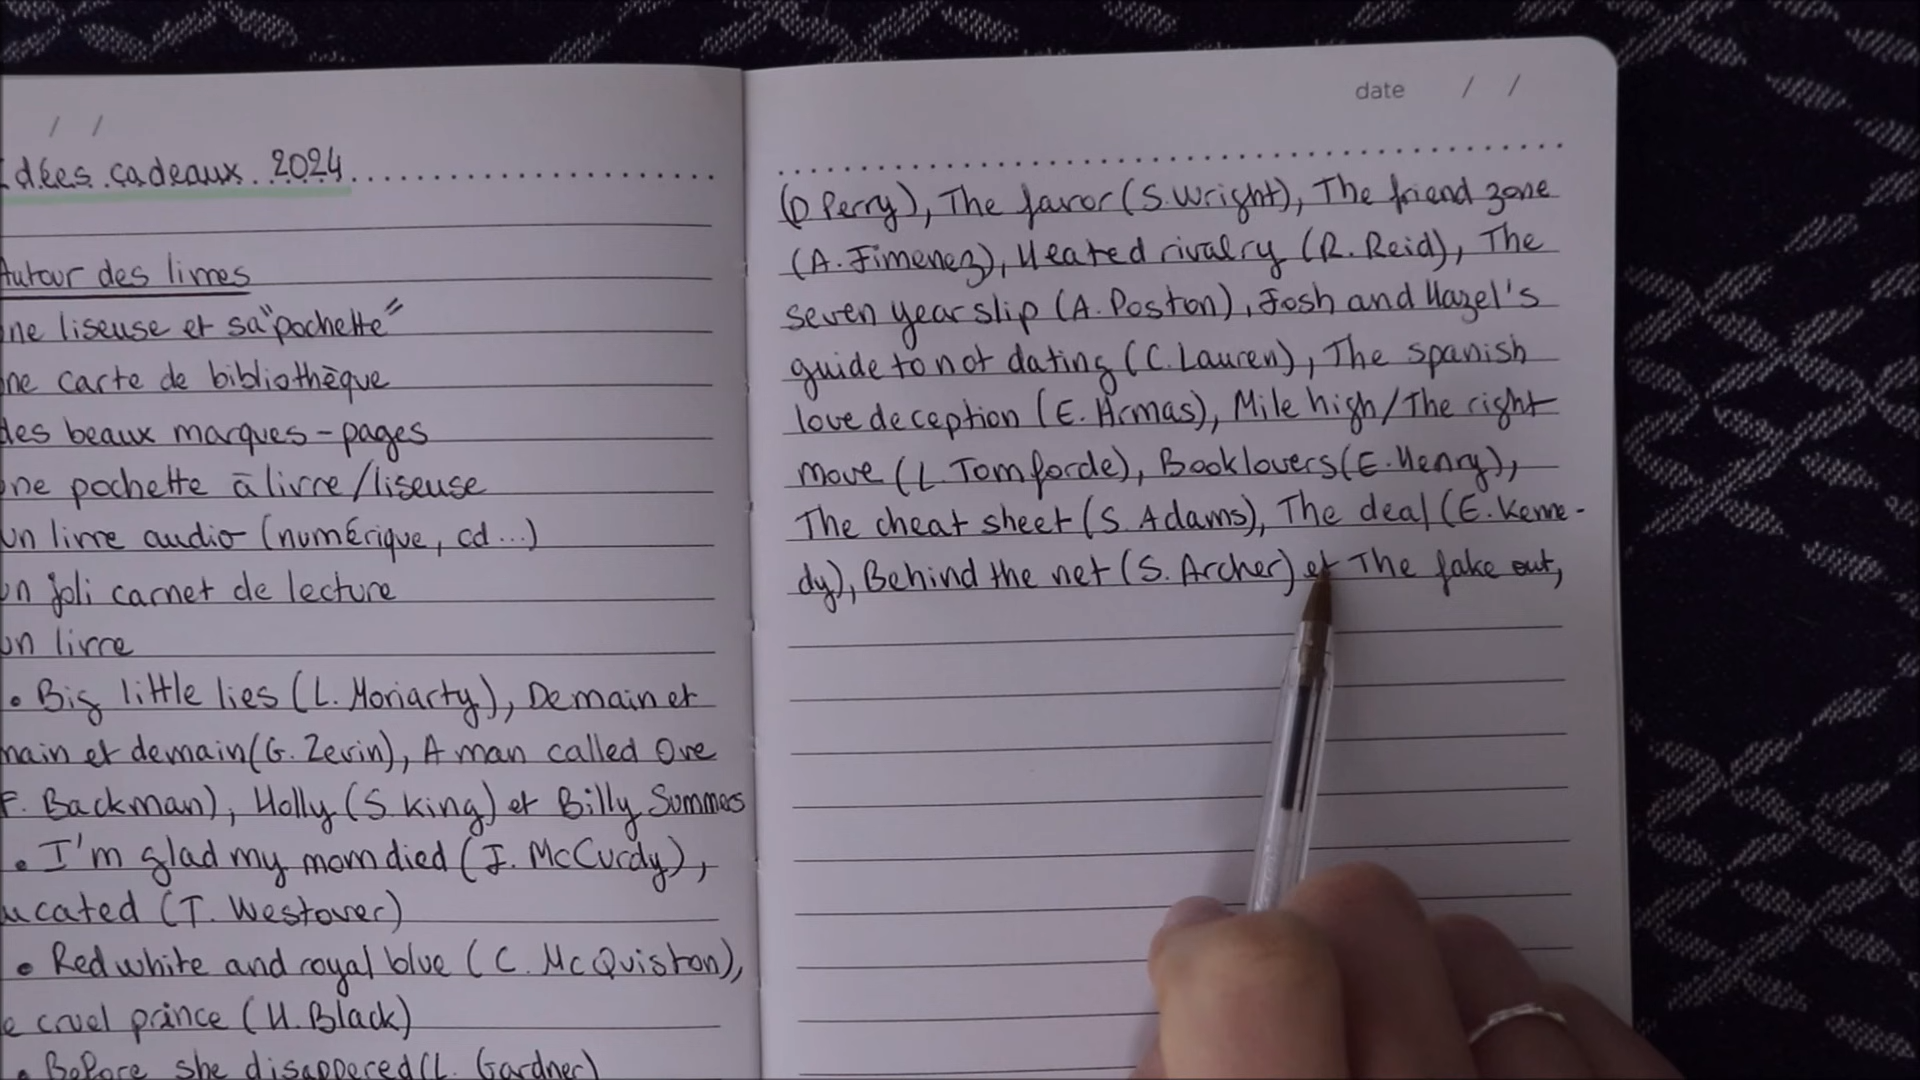 / /
dées cadeaux 2024
Autour des livres
ne liseuse et sa "pochette"
ne carte de bibliothèque
des beaux marques-pages
ne pochette à livre/liseuse
un livre audio (numérique, cd...)
un joli carnet de lecture
un livre
• Big little lies (L. Moriarty), Demain et
main et demain (G. Zevin), A man called Ove
F. Backman), Holly (S. King) et Billy Summers
• I'm glad my mom died (J. McCurdy),
ucated (T. Westover)
• Red white and royal blue (C. McQuiston),
e cruel prince (H. Black)
• Before she disappered (L. Gardner)
date / /
(D Perry), The favor (S. Wright), The friend zone
(A. Jimenez), Heated rivalry (R. Reid), The
seven year slip (A. Poston), Josh and Hazel's
guide to not dating (C. Lauren), The spanish
love deception (E. Armas), Mile high/The right
move (L. Tomforde), Booklovers (E. Henry),
The cheat sheet (S. Adams), The deal (E. Kenne-
dy), Behind the net (S. Archer) et The fake out,